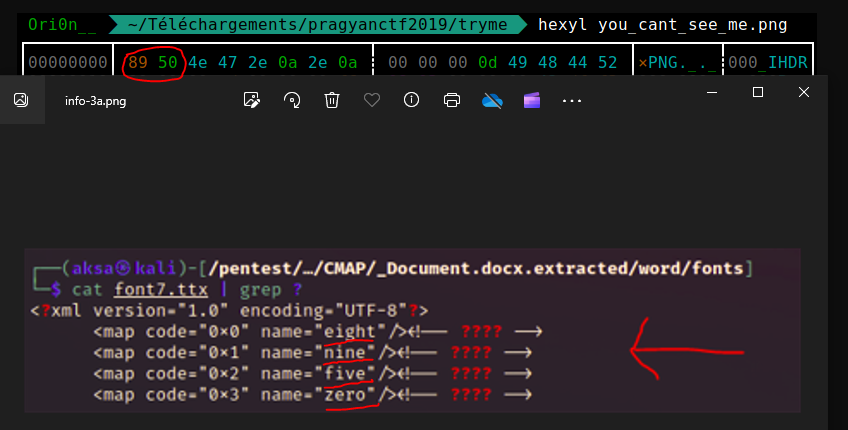 Ori0n__ ~/Téléchargements/pragyanctf2019/tryme hexyl you_cant_see_me.png
00000000 89 50 4e 47 2e 0a 2e 0a 00 00 00 0d 49 48 44 52 ×PNG._._ 000_IHDR
info-3a.png
(aksa㉿kali)-[/pentest/…/CMAP/_Document.docx.extracted/word/fonts]
$ cat font7.ttx | grep ?
<?xml version="1.0" encoding="UTF-8"?>
<map code="0×0" name="eight"/><!-- ???? -->
<map code="0×1" name="nine"/><!-- ???? -->
<map code="0×2" name="five"/><!-- ???? -->
<map code="0×3" name="zero"/><!-- ???? -->